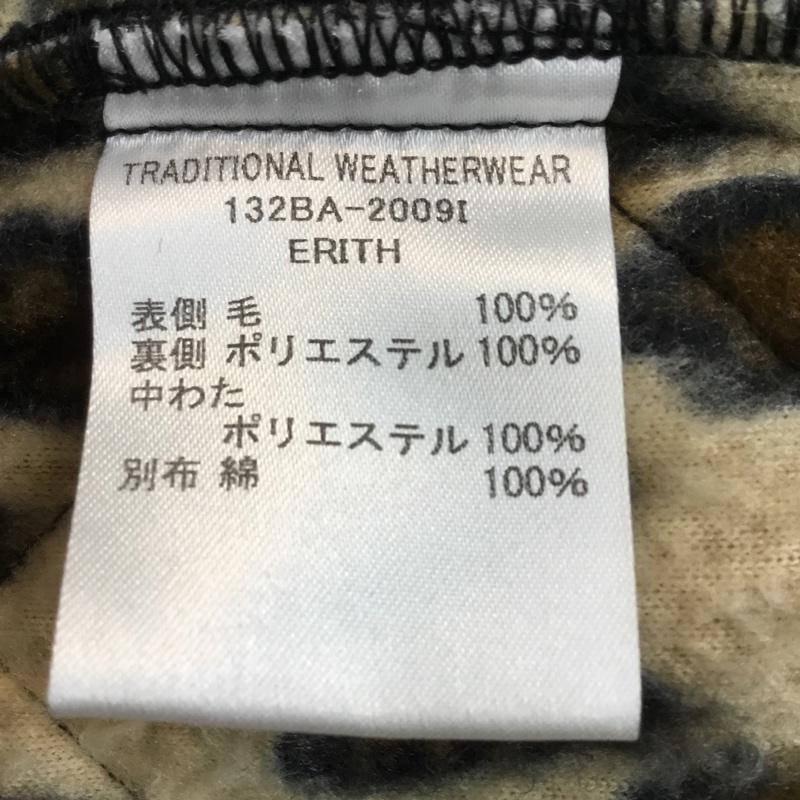 TRADITIONAL WEATHERWEAR
132BA-2009I
ERITH
表側 毛 100%
裏側 ポリエステル 100%
中わた
ポリエステル 100%
別布 綿 100%